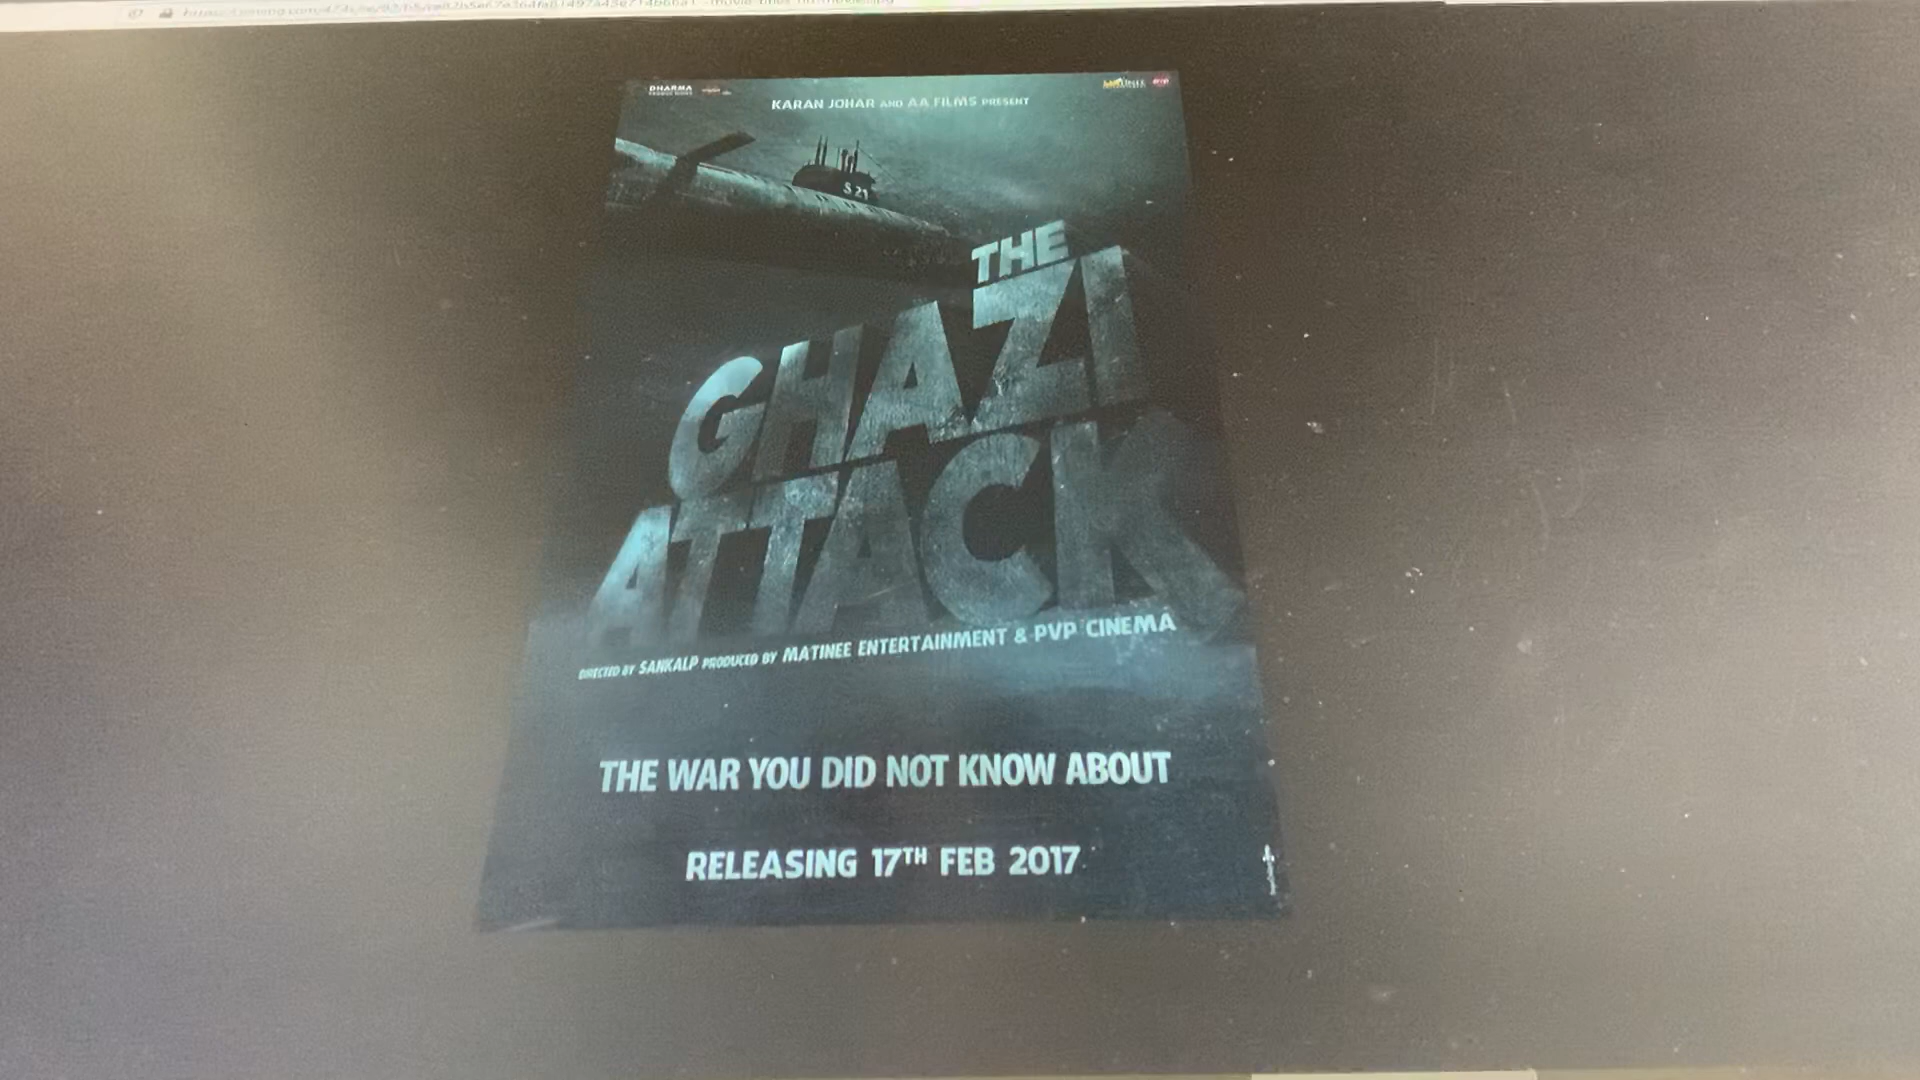 DHARMA
KARAN JOHAR AND AA FILMS PRESENT
S 21
THE
GHAZI
ATTACK
DIRECTED BY SANKALP PRODUCED BY MATINEE ENTERTAINMENT & PVP CINEMA
THE WAR YOU DID NOT KNOW ABOUT
RELEASING 17TH FEB 2017